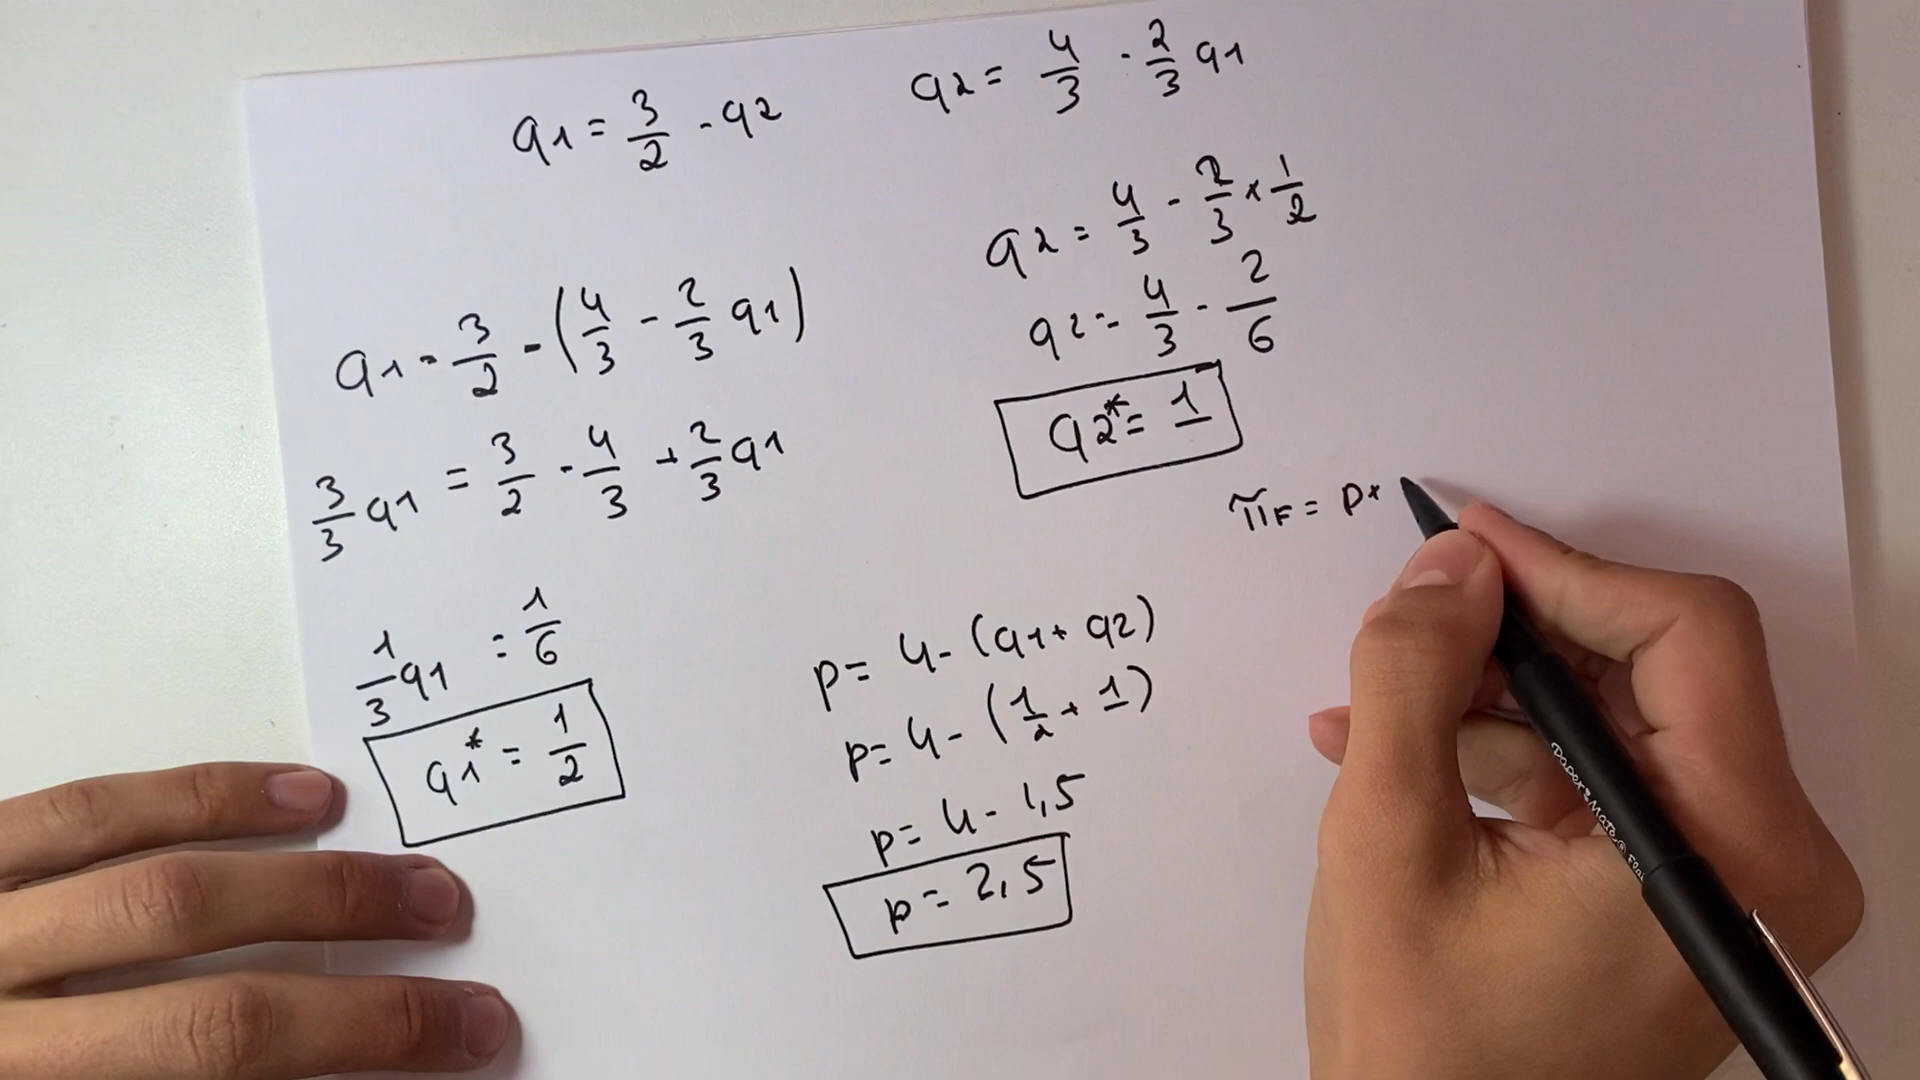 q1 = 3/2 - q2
q2 = 4/3 - 2/3 q1
q1 = 3/2 - (4/3 - 2/3 q1)
3/3 q1 = 3/2 - 4/3 + 2/3 q1
1/3 q1 = 1/6
q1* = 1/2
q2 = 4/3 - 2/3 × 1/2
q2 = 4/3 - 2/6
q2* = 1
πF = p×
p = 4 - (q1 + q2)
p = 4 - (1/2 + 1)
p = 4 - 1,5
p = 2,5
Paper Mate® Flair